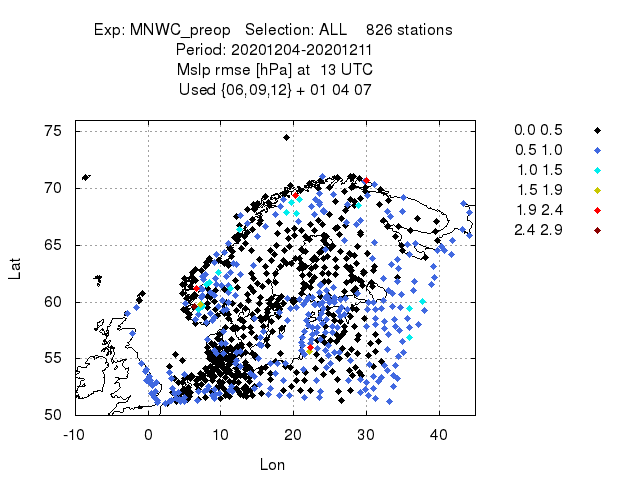 Exp: MNWC_preop   Selection: ALL    826 stations
Period: 20201204-20201211
Mslp rmse [hPa] at  13 UTC
Used {06,09,12} + 01 04 07
0.0 0.5
0.5 1.0
1.0 1.5
1.5 1.9
1.9 2.4
2.4 2.9
75
70
65
60
55
50
Lat
-10 0 10 20 30 40
Lon